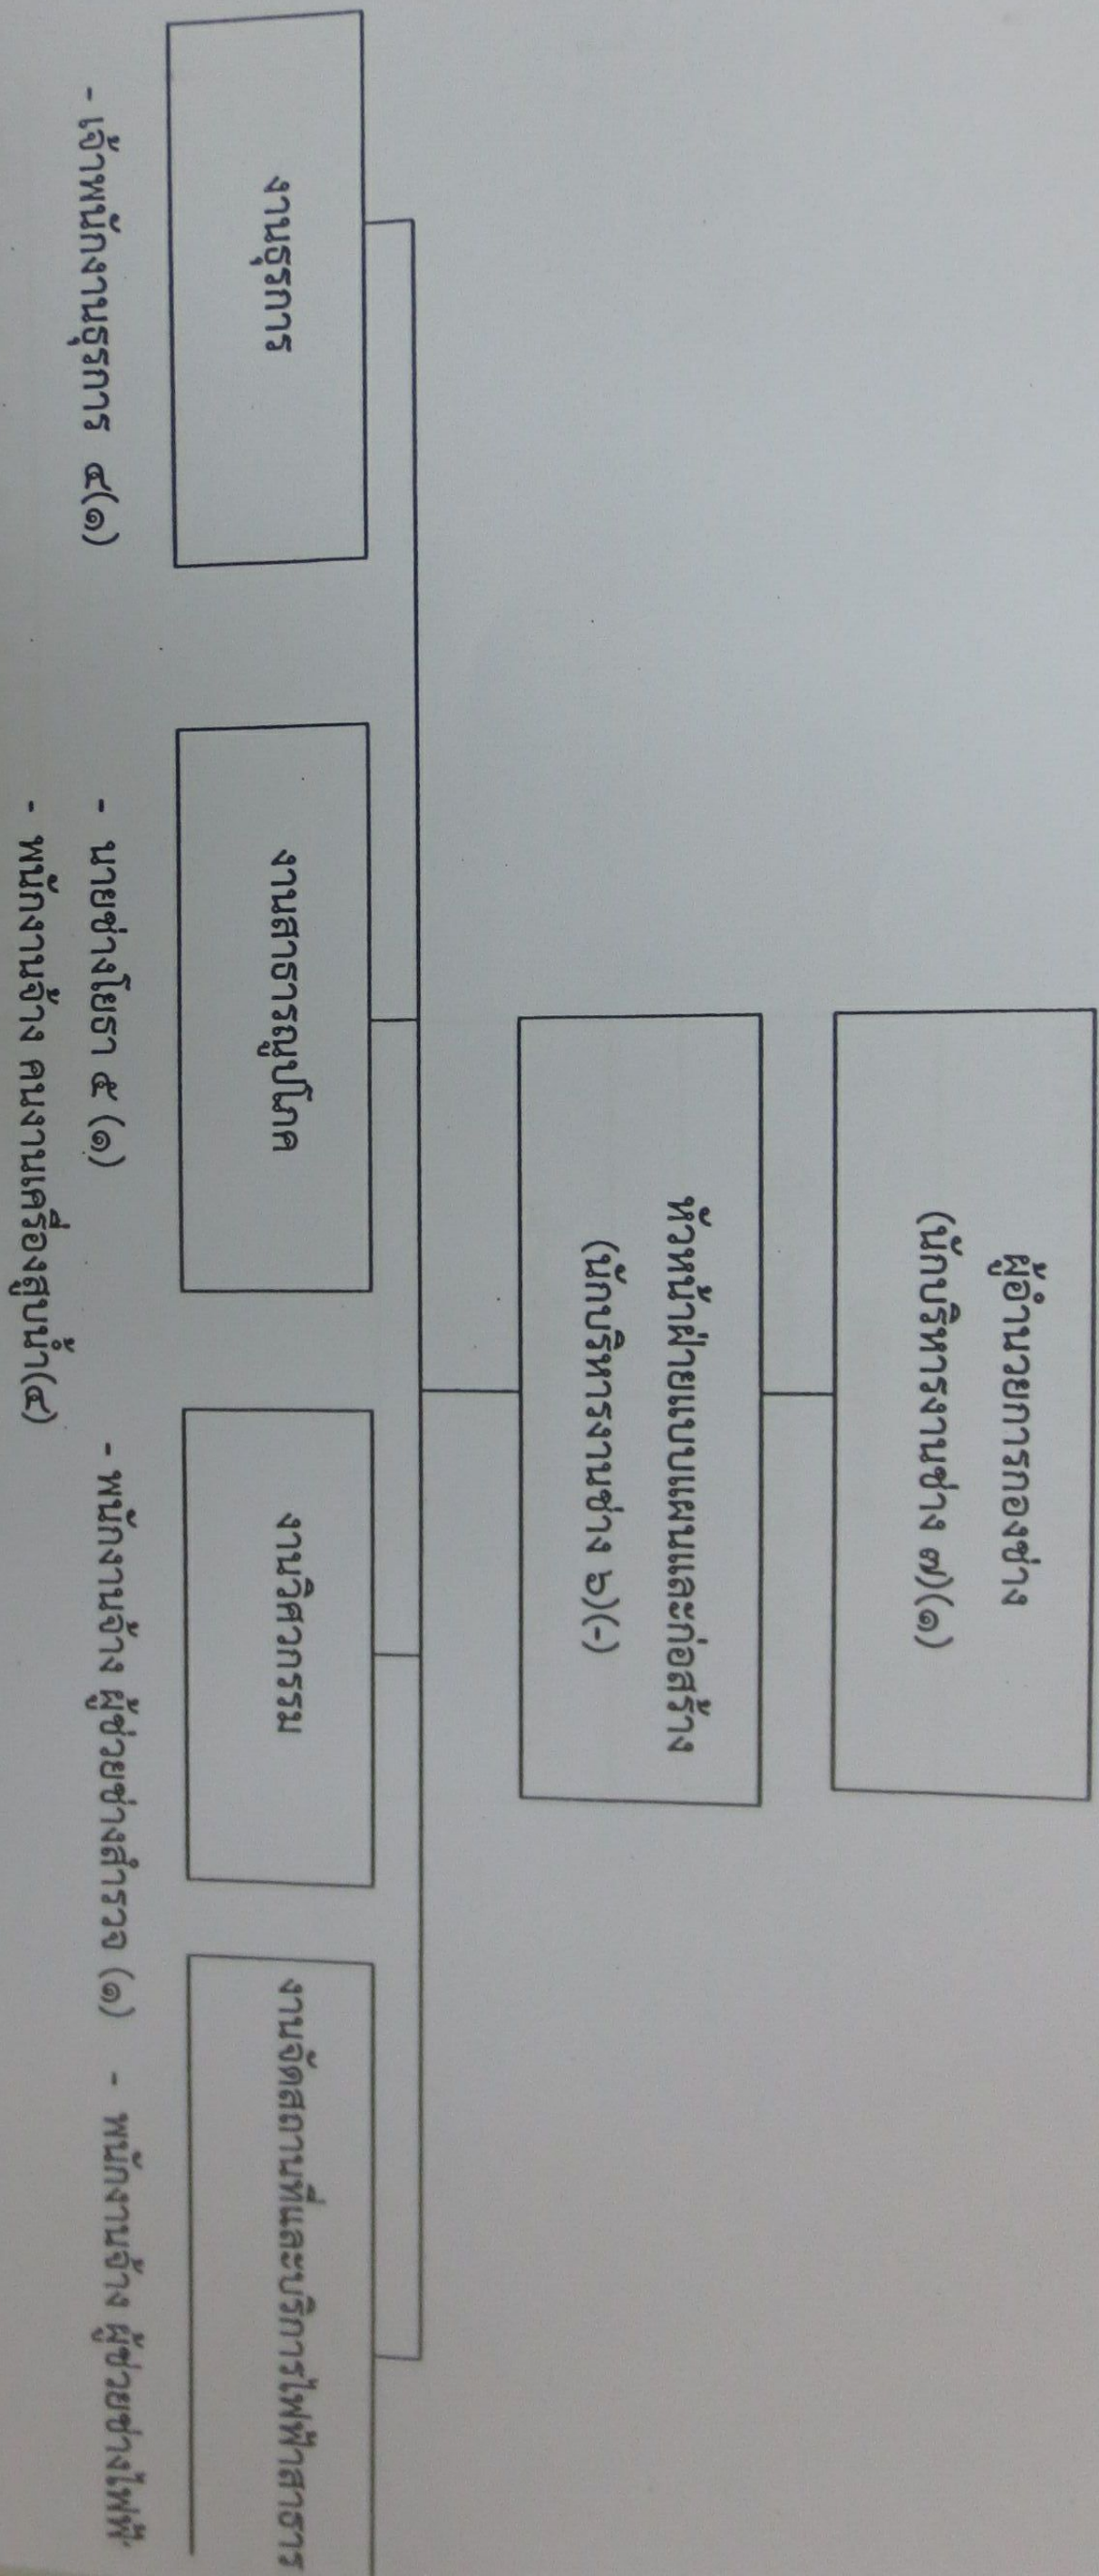 ผู้อำนวยการกองช่าง
(นักบริหารงานช่าง ๗)(๑)
หัวหน้าฝ่ายแบบแผนและก่อสร้าง
(นักบริหารงานช่าง ๖)(-)
งานธุรการ
งานสาธารณูปโภค
งานวิศวกรรม
งานจัดสถานที่และบริการไฟฟ้าสาธาร
- เจ้าพนักงานธุรการ ๔(๑)
- นายช่างโยธา ๕ (๑)
- พนักงานจ้าง คนงานเครื่องสูบน้ำ(๔)
- พนักงานจ้าง ผู้ช่วยช่างสำรวจ (๑)
- พนักงานจ้าง ผู้ช่วยช่างไฟฟ้